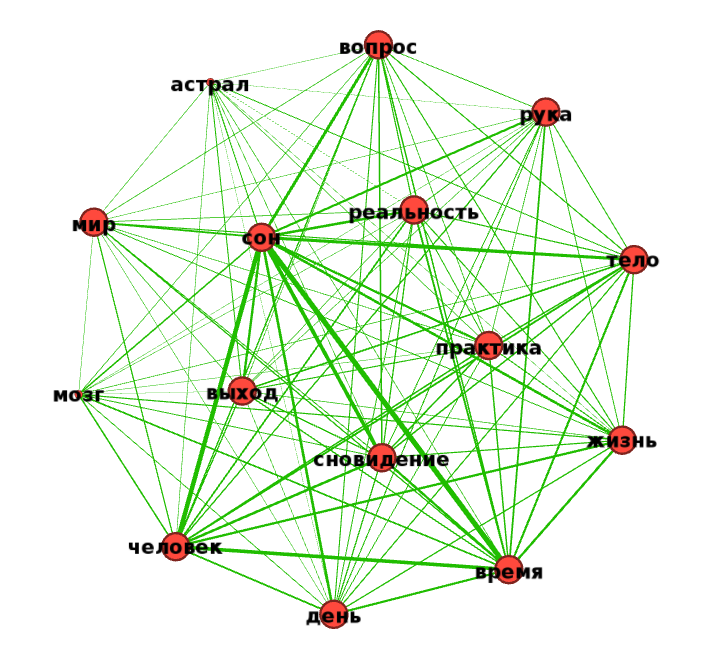 вопрос
астрал
рука
реальность
мир
сон
тело
практика
выход
мозг
жизнь
сновидение
человек
время
день